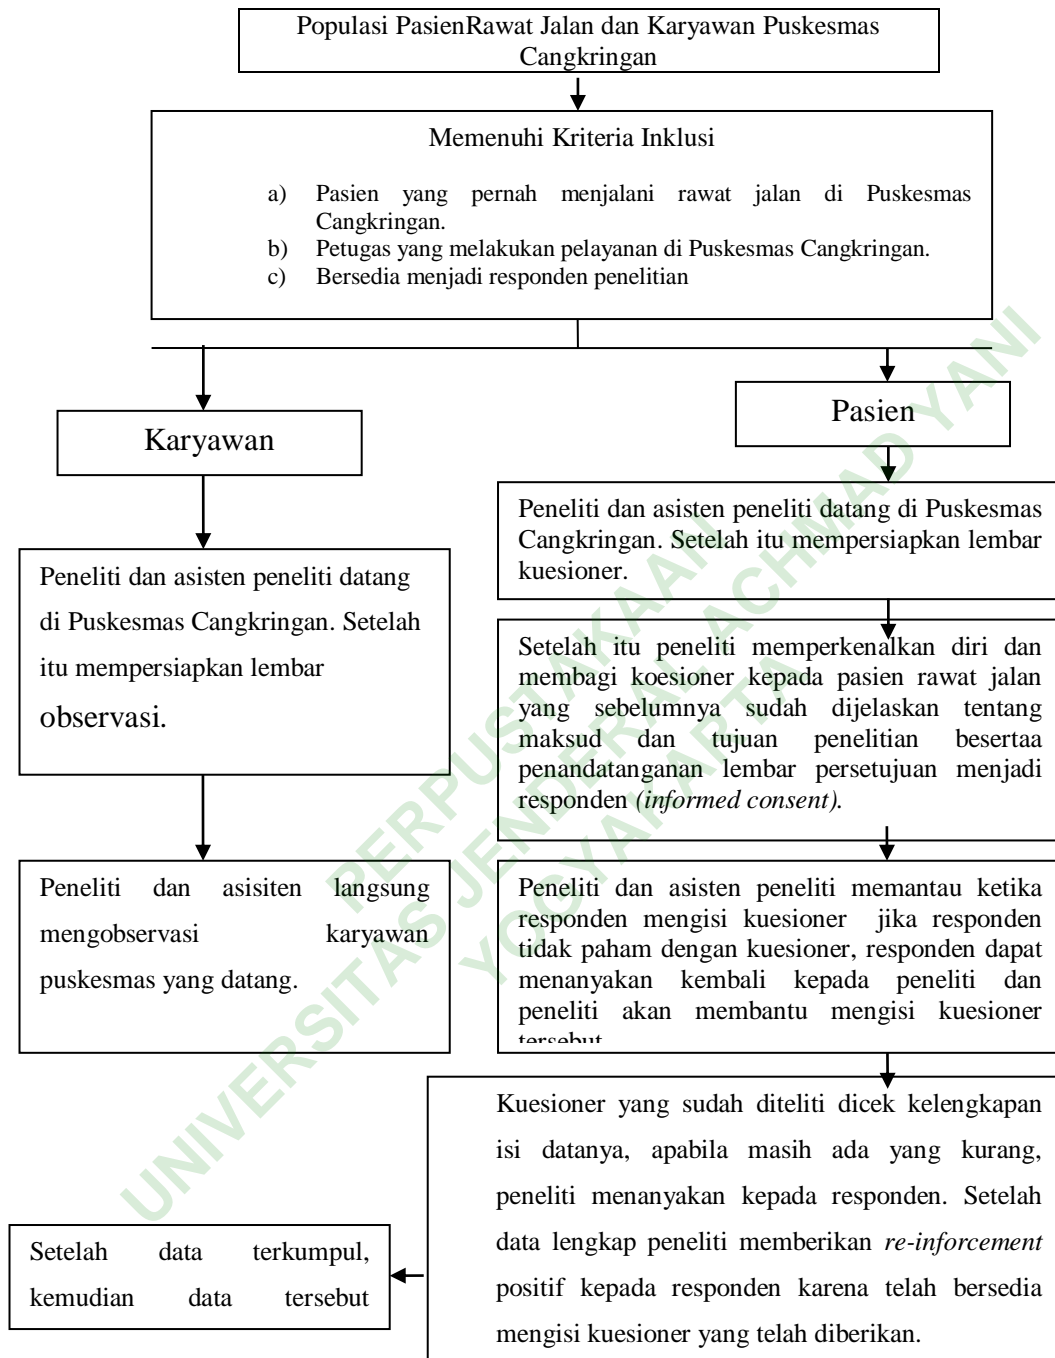 Populasi PasienRawat Jalan dan Karyawan Puskesmas
Cangkringan
Memenuhi Kriteria Inklusi
a) Pasien yang pernah menjalani rawat jalan di Puskesmas
Cangkringan.
b) Petugas yang melakukan pelayanan di Puskesmas Cangkringan.
c) Bersedia menjadi responden penelitian
Karyawan
Peneliti dan asisten peneliti datang
di Puskesmas Cangkringan. Setelah
itu mempersiapkan lembar
observasi.
Peneliti dan asisiten langsung
mengobservasi karyawan
puskesmas yang datang.
Pasien
Peneliti dan asisten peneliti datang di Puskesmas
Cangkringan. Setelah itu mempersiapkan lembar
kuesioner.
Setelah itu peneliti memperkenalkan diri dan
membagi koesioner kepada pasien rawat jalan
yang sebelumnya sudah dijelaskan tentang
maksud dan tujuan penelitian besertaa
penandatanganan lembar persetujuan menjadi
responden (informed consent).
Peneliti dan asisten peneliti memantau ketika
responden mengisi kuesioner jika responden
tidak paham dengan kuesioner, responden dapat
menanyakan kembali kepada peneliti dan
peneliti akan membantu mengisi kuesioner
tersebut
Kuesioner yang sudah diteliti dicek kelengkapan
isi datanya, apabila masih ada yang kurang,
peneliti menanyakan kepada responden. Setelah
data lengkap peneliti memberikan re-inforcement
positif kepada responden karena telah bersedia
mengisi kuesioner yang telah diberikan.
Setelah data terkumpul,
kemudian data tersebut
PERPUSTAKAAN
UNIVERSITAS JENDERAL ACHMAD YANI
YOGYAKARTA